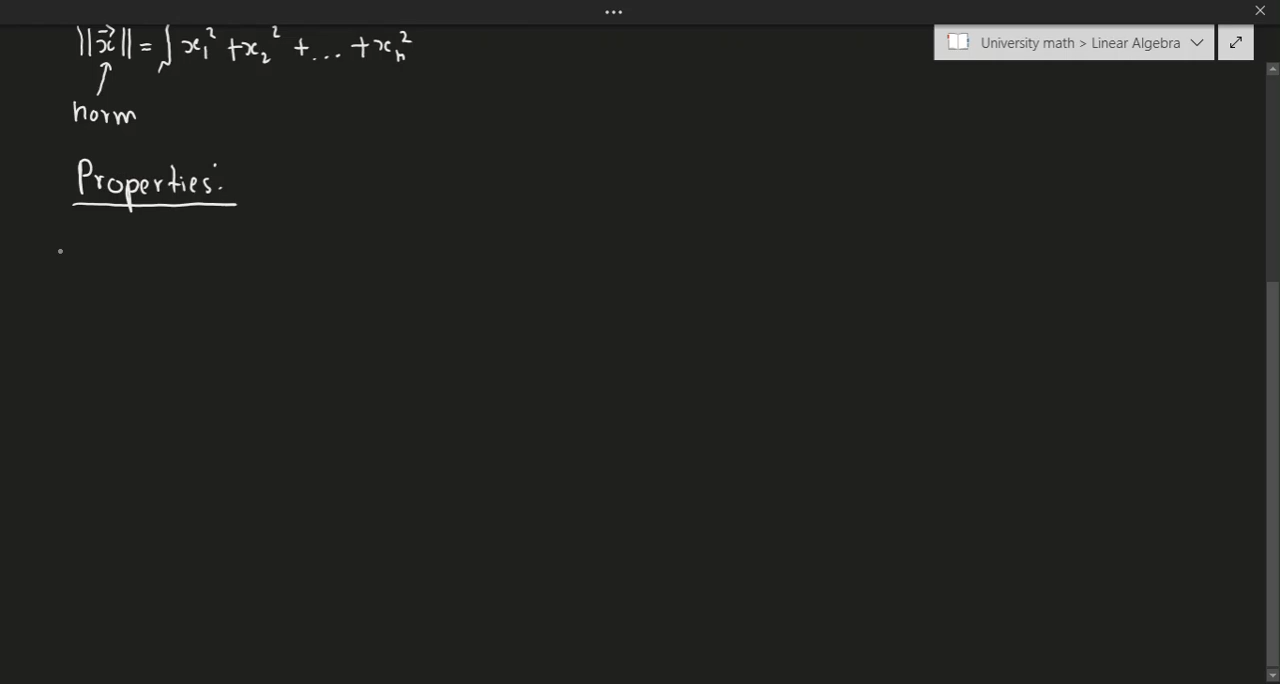 ||x⃗|| = √x₁² + x₂² + ... + xₙ²
University math > Linear Algebra
norm
Properties: